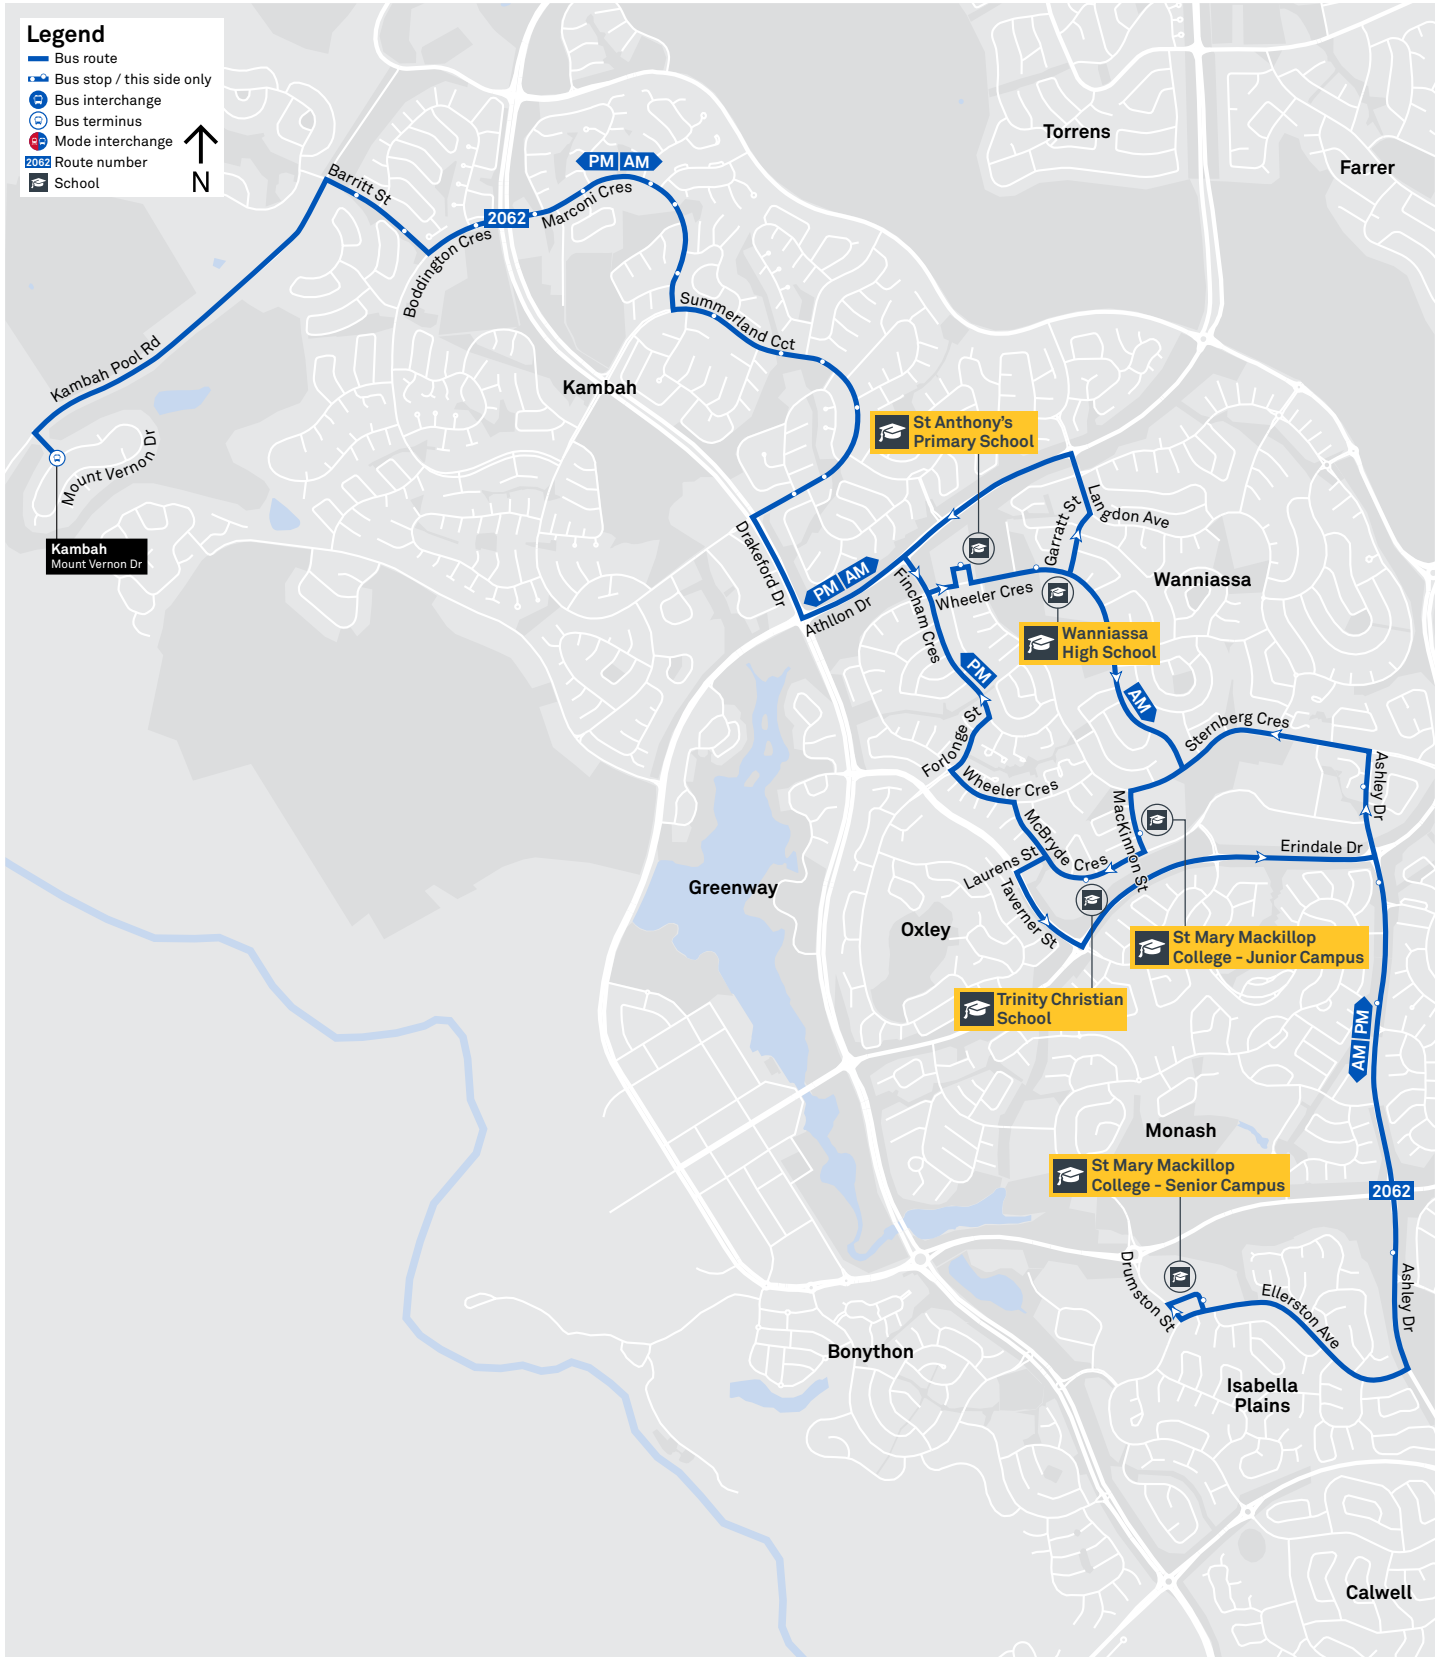 Legend
Bus route
Bus stop / this side only
Bus interchange
Bus terminus
Mode interchange
2062 Route number
School
N
Torrens
Farrer
PM AM
Barritt St
2062
Marconi Cres
Boddington Cres
Summerland Cct
Kambah Pool Rd
Kambah
Mount Vernon Dr
Kambah
Mount Vernon Dr
St Anthony's
Primary School
Langdon Ave
Garratt St
Drakeford Dr
PM AM
Athllon Dr
Fincham Cres
Wheeler Cres
Wanniassa
Wanniassa
High School
PM
AM
Forlonge St
Sternberg Cres
Wheeler Cres
Ashley Dr
MacKinnon St
McBryde Cres
Erindale Dr
Laurens St
Taverner St
Greenway
Oxley
St Mary Mackillop
College - Junior Campus
Trinity Christian
School
AM PM
Monash
St Mary Mackillop
College - Senior Campus
2062
Drumston St
Ellerston Ave
Ashley Dr
Bonython
Isabella
Plains
Calwell